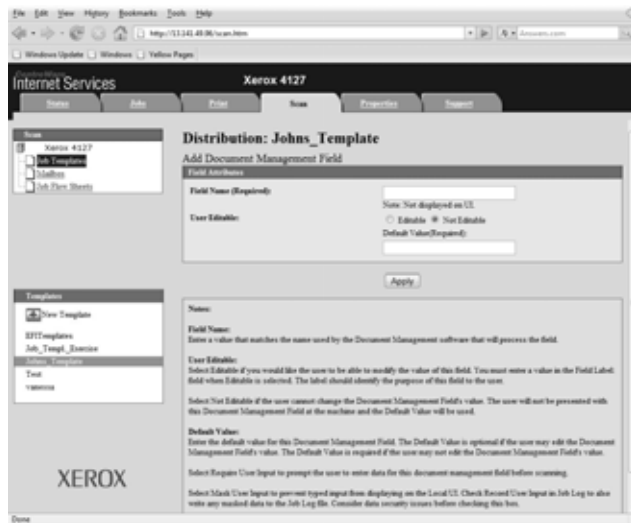 File Edit View History Bookmarks Tools Help
http://13.141.49.96/scan.htm
Answers.com
Windows Update Windows Yellow Pages
CentreWare
Internet Services
Xerox 4127
Status Jobs Print Scan Properties Support
Scan
Xerox 4127
Job Templates
Mailbox
Job Flow Sheets
Distribution: Johns_Template
Add Document Management Field
Field Attributes
Field Name (Required):
Note: Not displayed on UI.
User Editable:
Editable Not Editable
Default Value(Required):
Apply
Templates
New Template
EFITemplates
Job_Templ_Exercise
Johns_Template
Test
vanessa
XEROX
Notes:
Field Name:
Enter a value that matches the name used by the Document Management software that will process the field.
User Editable:
Select Editable if you would like the user to be able to modify the value of this field. You must enter a value in the Field Label
field when Editable is selected. The label should identify the purpose of this field to the user.
Select Not Editable if the user cannot change the Document Management Field's value. The user will not be presented with
this Document Management Field at the machine and the Default Value will be used.
Default Value:
Enter the default value for this Document Management Field. The Default Value is optional if the user may edit the Document
Management Field's value. The Default Value is required if the user may not edit the Document Management Field's value.
Select Require User Input to prompt the user to enter data for this document management field before scanning.
Select Mask User Input to prevent typed input from displaying on the Local UI. Check Record User Input in Job Log to also
write any masked data to the Job Log file. Consider data security issues before checking this box.
Done